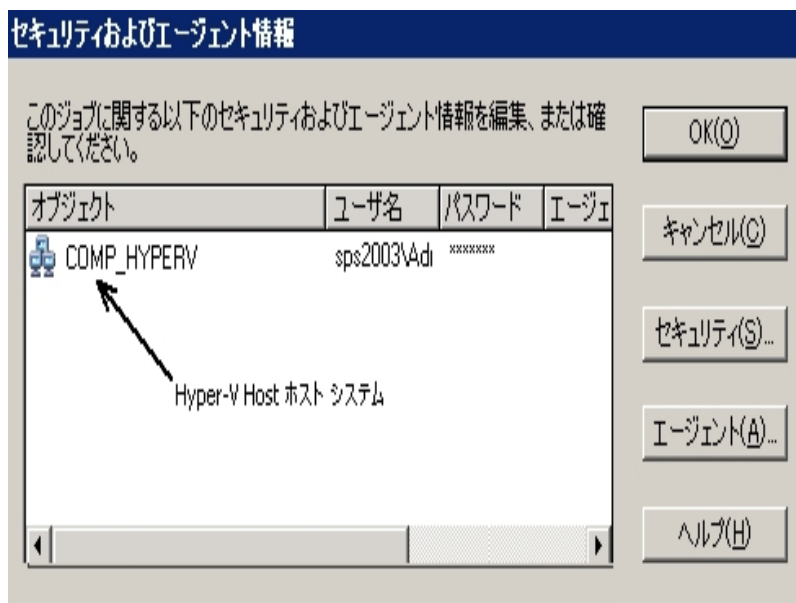 セキュリティおよびエージェント情報
このジョブに関する以下のセキュリティおよびエージェント情報を編集、または確
認してください。
オブジェクト ユーザ名 パスワード エージェ
COMP_HYPERV sps2003\Ad ×××××××
Hyper-V Host ホスト システム
OK(O)
キャンセル(C)
セキュリティ(S)...
エージェント(A)...
ヘルプ(H)